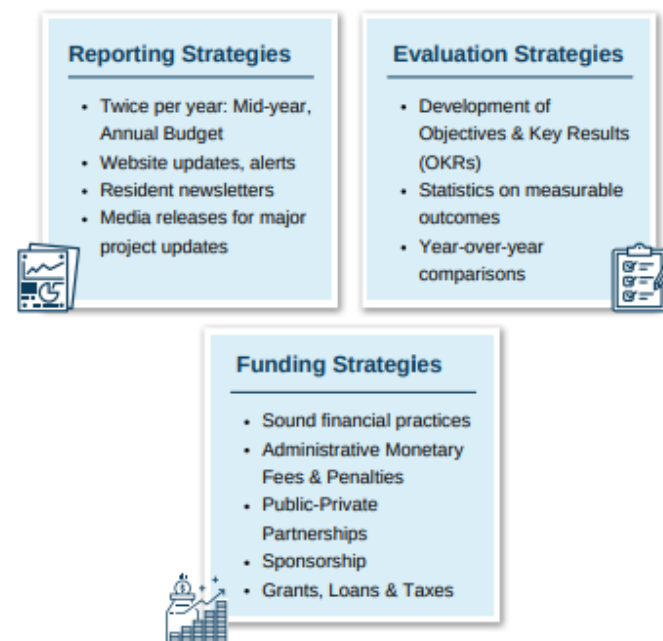 Reporting Strategies
• Twice per year: Mid-year,
Annual Budget
• Website updates, alerts
• Resident newsletters
• Media releases for major
project updates
Evaluation Strategies
• Development of
Objectives & Key Results
(OKRs)
• Statistics on measurable
outcomes
• Year-over-year
comparisons
Funding Strategies
• Sound financial practices
• Administrative Monetary
Fees & Penalties
• Public-Private
Partnerships
• Sponsorship
• Grants, Loans & Taxes